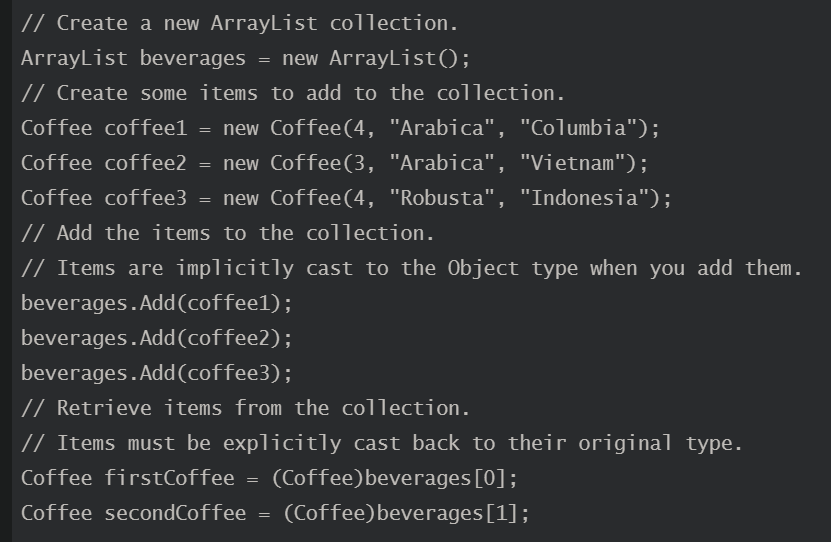 // Create a new ArrayList collection.
ArrayList beverages = new ArrayList();
// Create some items to add to the collection.
Coffee coffee1 = new Coffee(4, "Arabica", "Columbia");
Coffee coffee2 = new Coffee(3, "Arabica", "Vietnam");
Coffee coffee3 = new Coffee(4, "Robusta", "Indonesia");
// Add the items to the collection.
// Items are implicitly cast to the Object type when you add them.
beverages.Add(coffee1);
beverages.Add(coffee2);
beverages.Add(coffee3);
// Retrieve items from the collection.
// Items must be explicitly cast back to their original type.
Coffee firstCoffee = (Coffee)beverages[0];
Coffee secondCoffee = (Coffee)beverages[1];